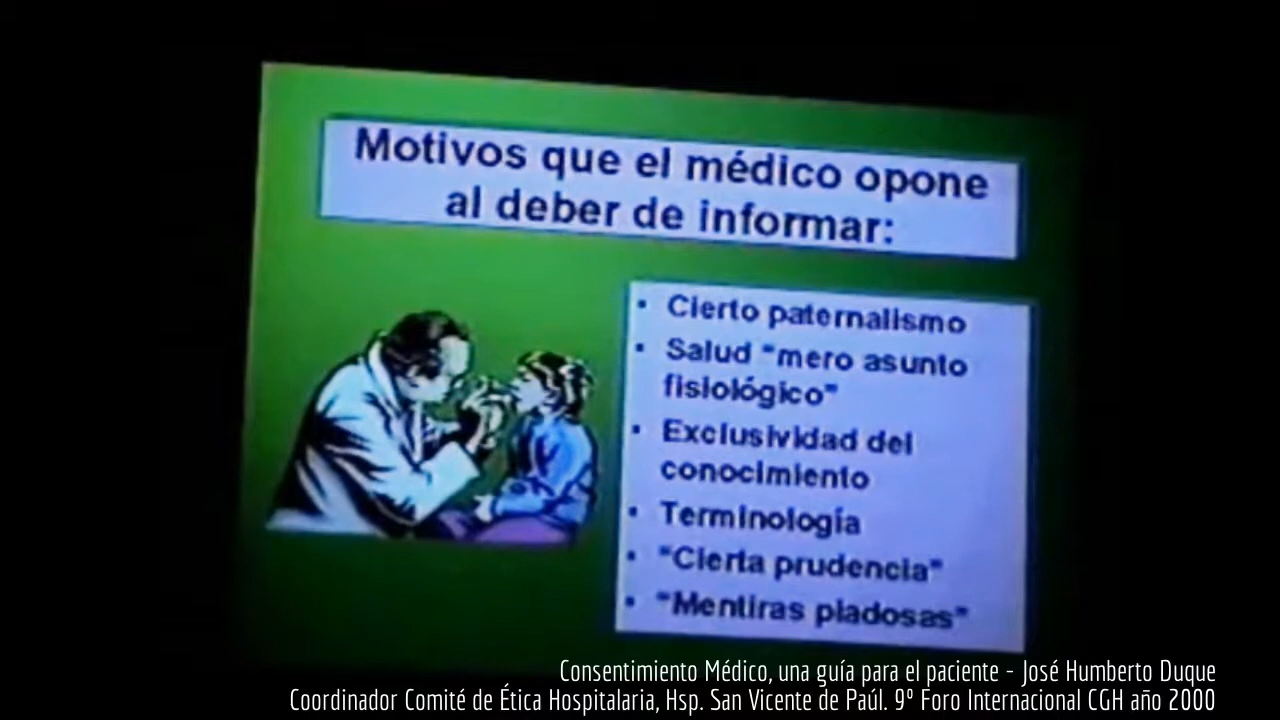 Motivos que el médico opone
al deber de informar:
• Cierto paternalismo
• Salud "mero asunto
fisiológico"
• Exclusividad del
conocimiento
• Terminología
• "Cierta prudencia"
• "Mentiras piadosas"
Consentimiento Médico, una guía para el paciente - José Humberto Duque
Coordinador Comité de Ética Hospitalaria, Hsp. San Vicente de Paúl. 9º Foro Internacional CGH año 2000